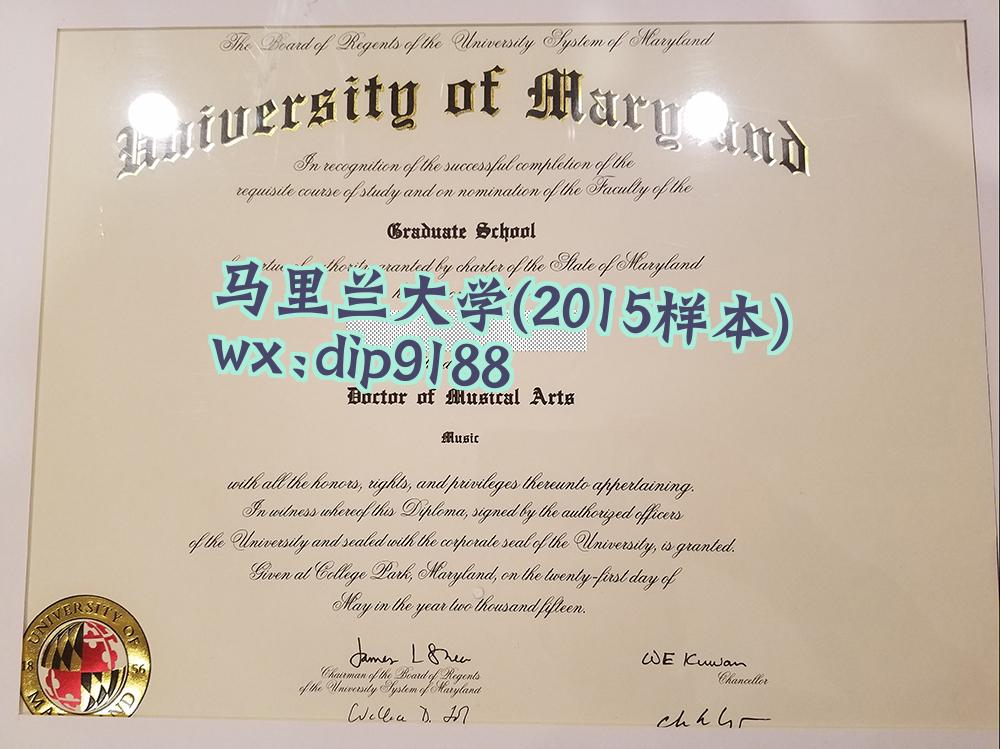 The Board of Regents of the University System of Maryland
University of Maryland
In recognition of the successful completion of the
requisite course of study and on nomination of the Faculty of the
Graduate School
authority granted by charter of the State of Maryland
马里兰大学(2015样本)
wx:dip9188
Doctor of Musical Arts
Music
with all the honors, rights, and privileges thereunto appertaining.
In witness whereof this Diploma, signed by the authorized officers
of the University and sealed with the corporate seal of the University, is granted.
Given at College Park, Maryland, on the twenty-first day of
May in the year two thousand fifteen.
UNIVERSITY OF
18 56
MARYLAND
James L Shea
WE Kirwan
Chairman of the Board of Regents
of the University System of Maryland
Chancellor